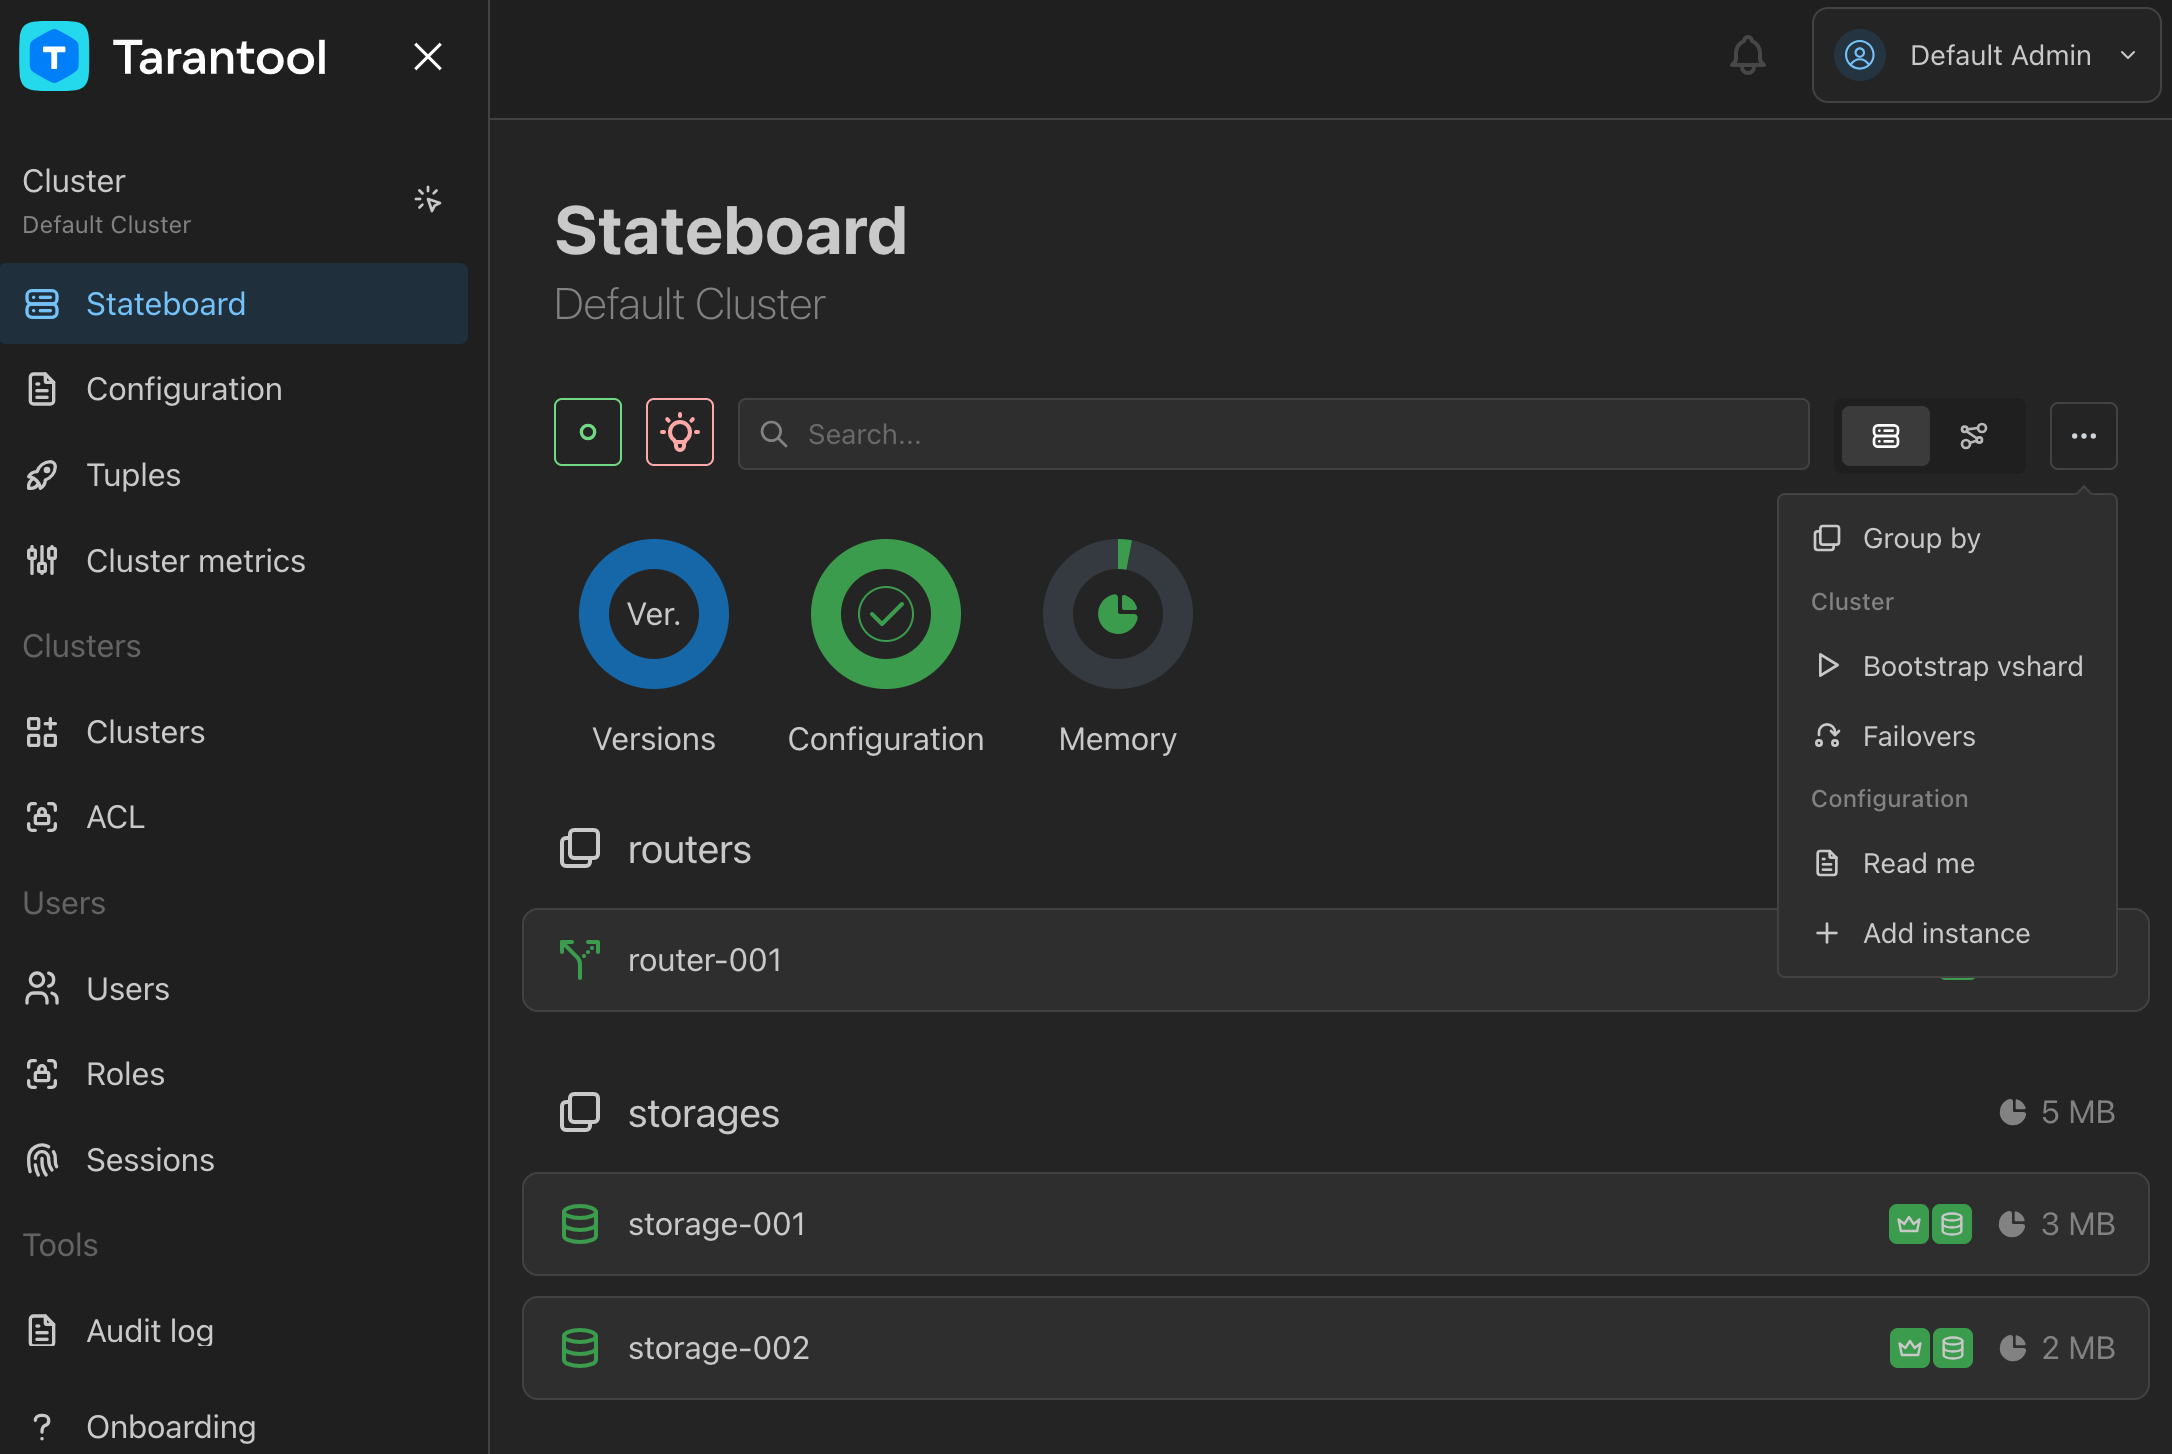 Tarantool
Default Admin
Cluster
Default Cluster
Stateboard
Configuration
Tuples
Cluster metrics
Clusters
Clusters
ACL
Users
Users
Roles
Sessions
Tools
Audit log
? Onboarding
Stateboard
Default Cluster
Search...
Group by
Cluster
Bootstrap vshard
Failovers
Configuration
Read me
Add instance
Ver.
Versions
Configuration
Memory
routers
router-001
storages
5 MB
storage-001
3 MB
storage-002
2 MB